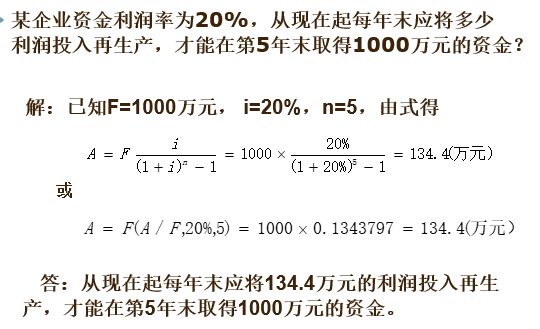 某企业资金利润率为20%，从现在起每年末应将多少
利润投入再生产，才能在第5年末取得1000万元的资金？
解：已知F=1000万元， i=20%，n=5，由式得
A = F i/((1 + i)^n − 1) = 1000 × 20%/((1 + 20%)^5 − 1) = 134.4(万元)
或
A = F(A / F,20%,5) = 1000 × 0.1343797 = 134.4(万元）
答：从现在起每年末应将134.4万元的利润投入再生
产，才能在第5年末取得1000万元的资金。